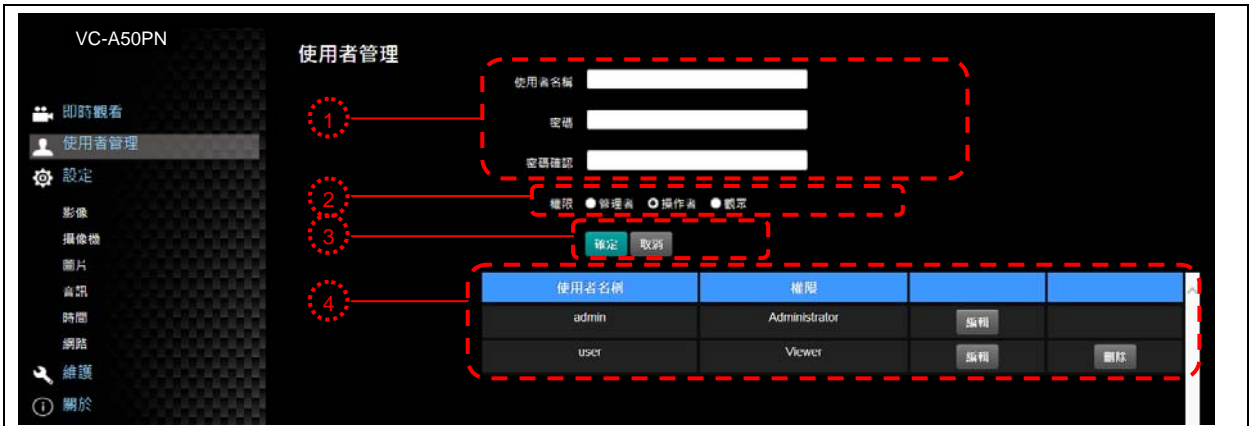 VC-A50PN
即時觀看
使用者管理
設定
影像
攝像機
圖片
音訊
時間
網路
維護
關於
使用者管理
1
使用者名稱
密碼
密碼確認
2
權限 管理者 操作者 觀眾
3
確定 取消
4
使用者名稱 權限
admin Administrator 編輯
user Viewer 編輯 刪除